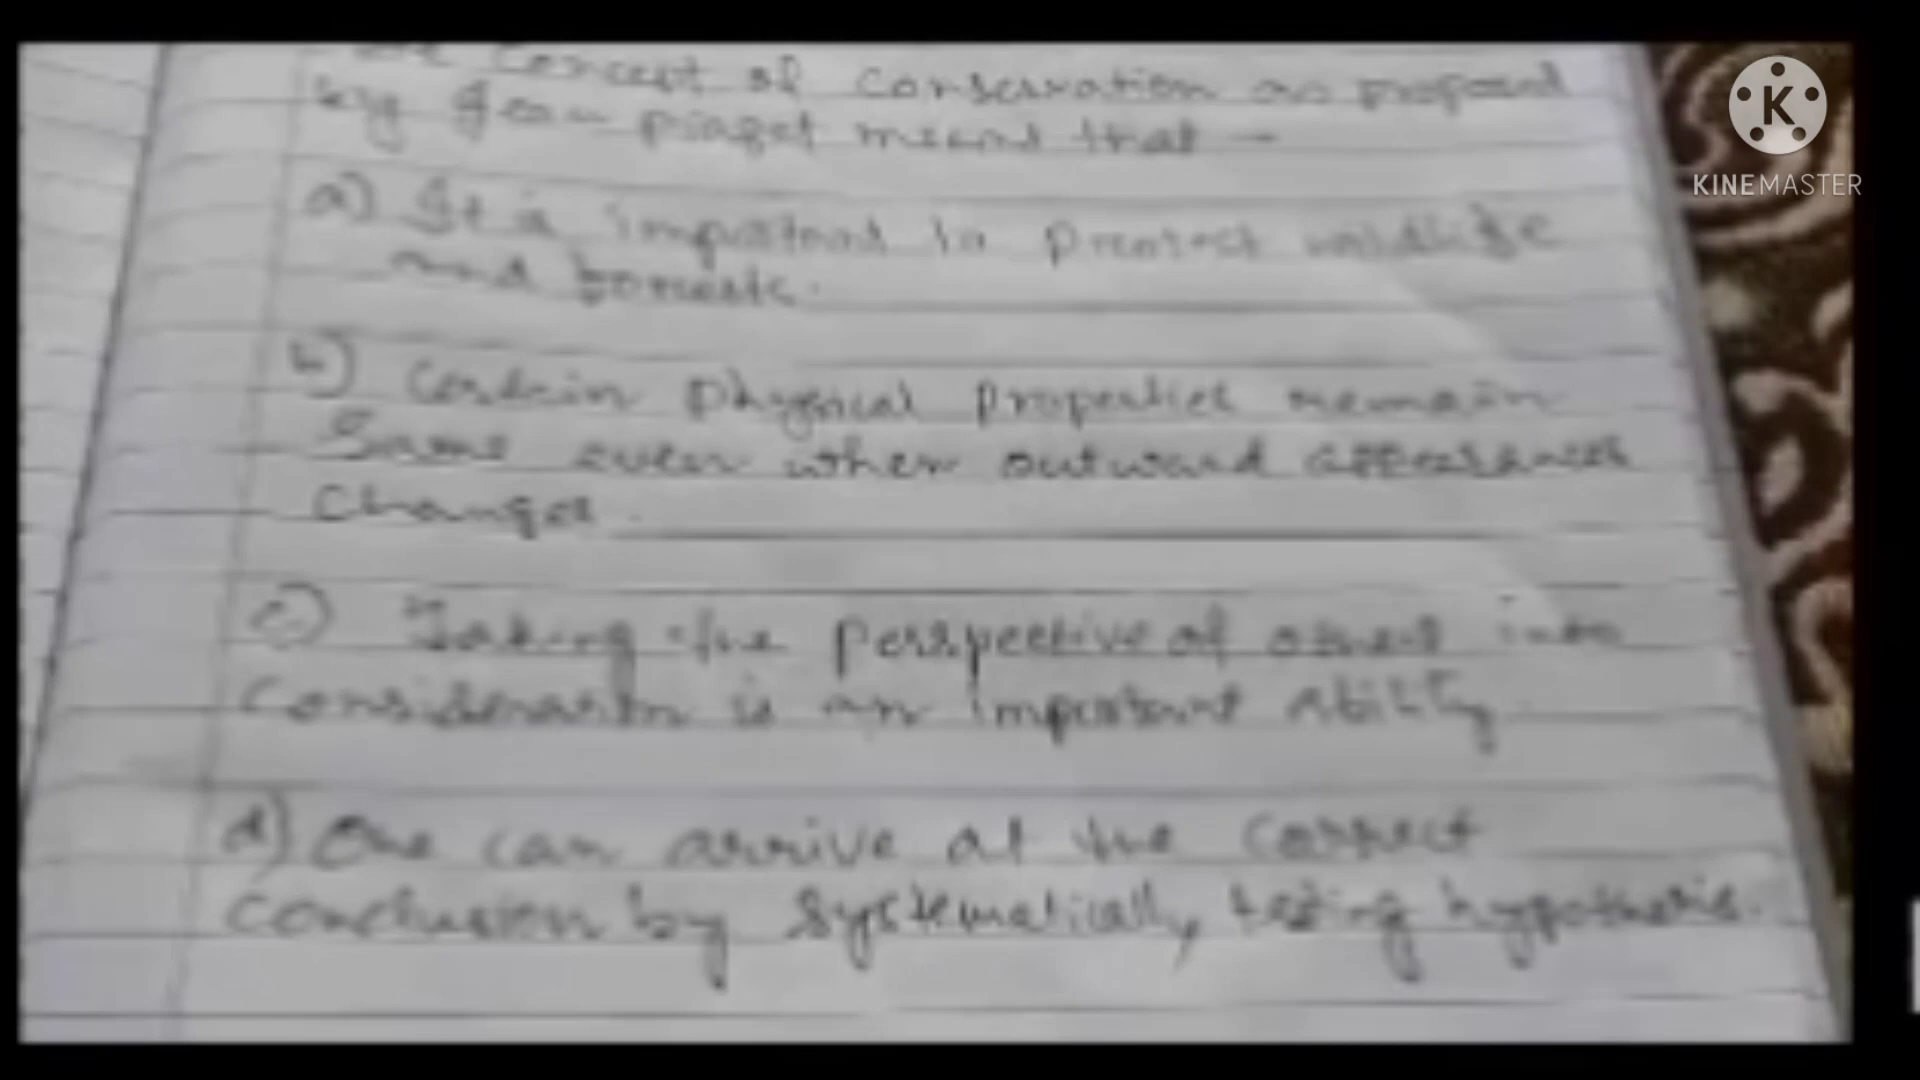 The Concept of conservation as proposed
by Jean piaget means that —
a) It is important to protect wildlife
and forests.
b) Certain physical properties remain
Same even when outward appearances
Changes.
c) Taking the perspective of others into
Consideration is an important ability.
d) One can arrive at the correct
conclusion by systematically testing hypothesis.
K
KINEMASTER